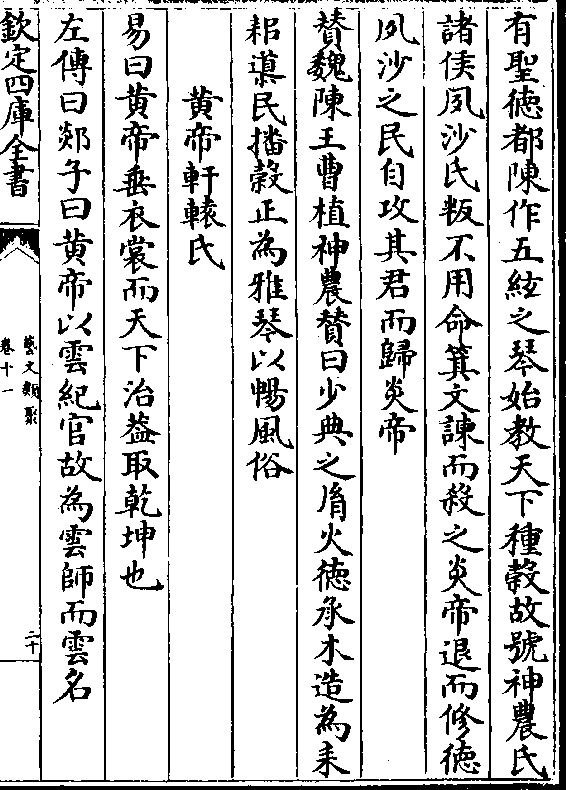 有聖徳都陳作五絃之琴始教天下種榖故號神農氏
諸侯夙沙氏叛不用命箕文諫而殺之炎帝退而修徳
夙沙之民自攻其君而歸炎帝
賛魏陳王曹植神農賛曰少典之𦙍火徳承木造為耒
耜𨗳民播榖正為雅琴以暢風俗
黄帝軒轅氏
易曰黄帝垂衣裳而天下治葢取乾坤也
左傳曰郯子曰黄帝以雲紀官故為雲師而雲名
欽定四庫全書
藝文類聚
卷十一
二十